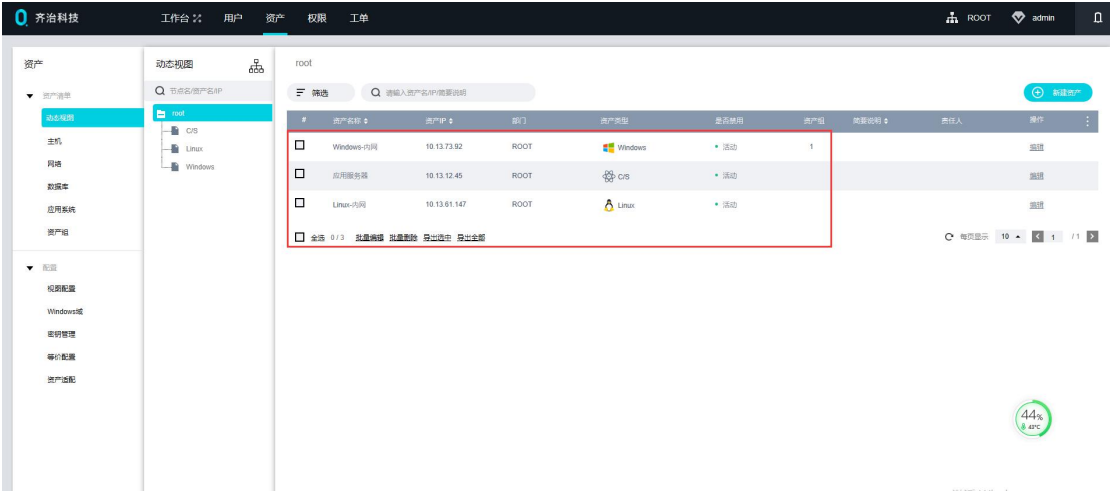 齐治科技 工作台 用户 资产 权限 工单 ROOT admin
资产
资产清单
动态视图
主机
网络
数据库
应用系统
资产组
配置
视图配置
Windows域
密钥管理
等价配置
资产适配
动态视图
节点名/资产名/IP
root
C/S
Linux
Windows
root
筛选 请输入资产名/IP/简要说明 新建资产
# 资产名称 资产IP 部门 资产类型 是否禁用 资产组 简要说明 责任人 操作
Windows-内网 10.13.73.92 ROOT Windows 活动 1 编辑
应用服务器 10.13.12.45 ROOT C/S 活动 编辑
Linux-内网 10.13.61.147 ROOT Linux 活动 编辑
全选 0/3 批量编辑 批量删除 导出选中 导出全部 每页显示 10 1 /1
44%
43°C